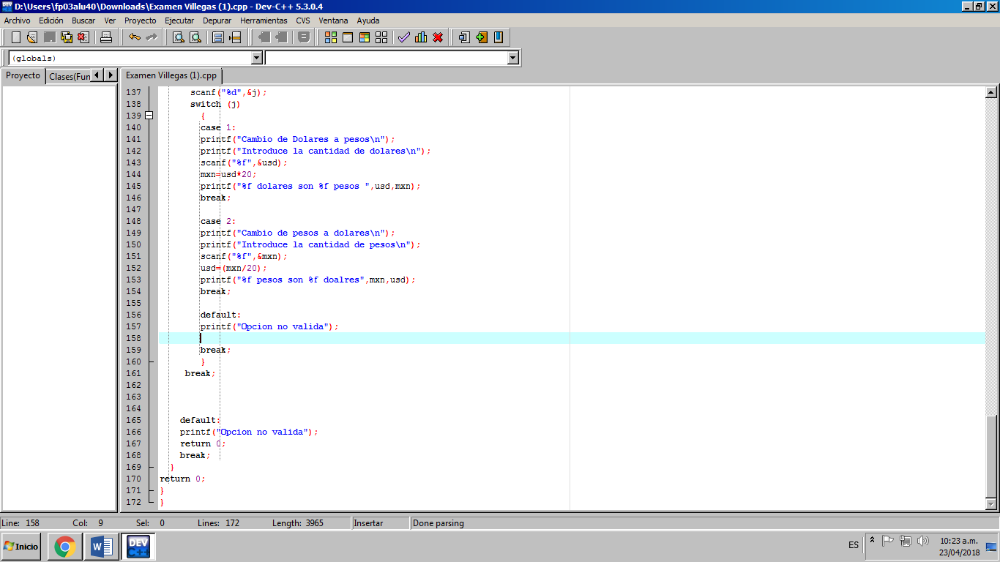 D:\Users\fp03alu40\Downloads\Examen Villegas (1).cpp - Dev-C++ 5.3.0.4
Archivo Edición Buscar Ver Proyecto Ejecutar Depurar Herramientas CVS Ventana Ayuda
(globals)
Proyecto Clases(Fun Examen Villegas (1).cpp
137 scanf("%d",&j);
138 switch (j)
139 {
140 case 1:
141 printf("Cambio de Dolares a pesos\n");
142 printf("Introduce la cantidad de dolares\n");
143 scanf("%f",&usd);
144 mxn=usd*20;
145 printf("%f dolares son %f pesos ",usd,mxn);
146 break;
147
148 case 2:
149 printf("Cambio de pesos a dolares\n");
150 printf("Introduce la cantidad de pesos\n");
151 scanf("%f",&mxn);
152 usd=(mxn/20);
153 printf("%f pesos son %f doalres",mxn,usd);
154 break;
155
156 default:
157 printf("Opcion no valida");
158
159 break;
160 }
161 break;
162
163
164
165 default:
166 printf("Opcion no valida");
167 return 0;
168 break;
169 }
170 return 0;
171 }
172 }
Line: 158 Col: 9 Sel: 0 Lines: 172 Length: 3965 Insertar Done parsing
Inicio W DEV C++ ES 10:23 a.m.
23/04/2018